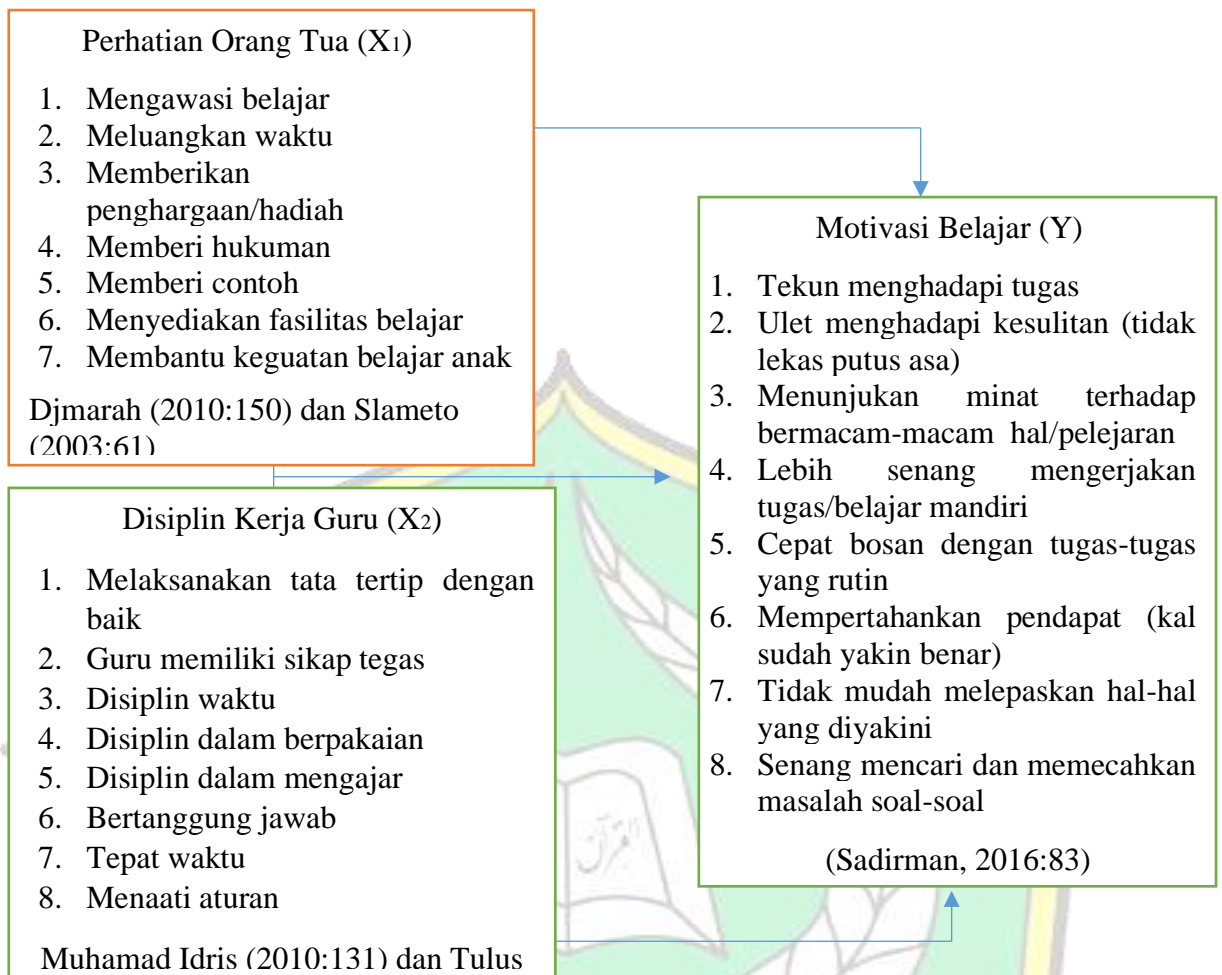 Perhatian Orang Tua (X1)
1. Mengawasi belajar
2. Meluangkan waktu
3. Memberikan
penghargaan/hadiah
4. Memberi hukuman
5. Memberi contoh
6. Menyediakan fasilitas belajar
7. Membantu keguatan belajar anak
Djmarah (2010:150) dan Slameto
(2003:61)
Disiplin Kerja Guru (X2)
1. Melaksanakan tata tertip dengan
baik
2. Guru memiliki sikap tegas
3. Disiplin waktu
4. Disiplin dalam berpakaian
5. Disiplin dalam mengajar
6. Bertanggung jawab
7. Tepat waktu
8. Menaati aturan
Muhamad Idris (2010:131) dan Tulus
Motivasi Belajar (Y)
1. Tekun menghadapi tugas
2. Ulet menghadapi kesulitan (tidak
lekas putus asa)
3. Menunjukan minat terhadap
bermacam-macam hal/pelejaran
4. Lebih senang mengerjakan
tugas/belajar mandiri
5. Cepat bosan dengan tugas-tugas
yang rutin
6. Mempertahankan pendapat (kal
sudah yakin benar)
7. Tidak mudah melepaskan hal-hal
yang diyakini
8. Senang mencari dan memecahkan
masalah soal-soal
(Sadirman, 2016:83)